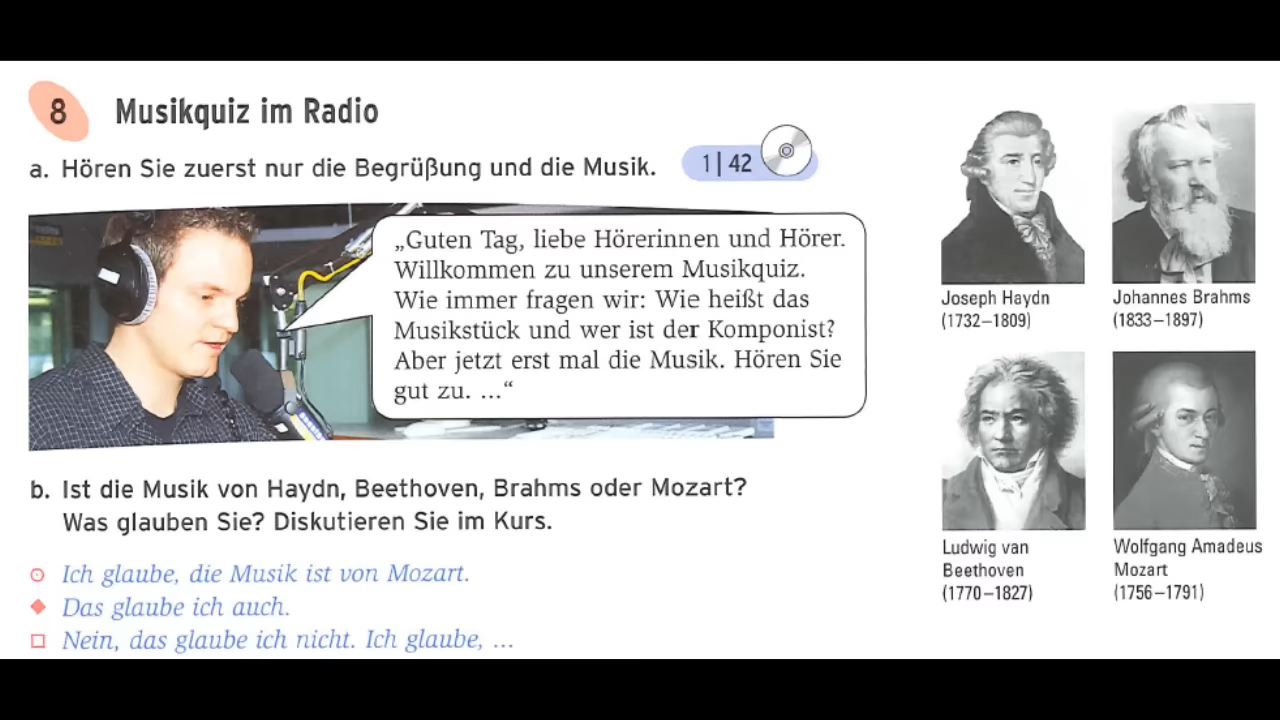 8 Musikquiz im Radio
a. Hören Sie zuerst nur die Begrüßung und die Musik. 1|42
„Guten Tag, liebe Hörerinnen und Hörer.
Willkommen zu unserem Musikquiz.
Wie immer fragen wir: Wie heißt das
Musikstück und wer ist der Komponist?
Aber jetzt erst mal die Musik. Hören Sie
gut zu. ...“
b. Ist die Musik von Haydn, Beethoven, Brahms oder Mozart?
Was glauben Sie? Diskutieren Sie im Kurs.
Ich glaube, die Musik ist von Mozart.
Das glaube ich auch.
Nein, das glaube ich nicht. Ich glaube, ...
Joseph Haydn
(1732–1809)
Johannes Brahms
(1833–1897)
Ludwig van
Beethoven
(1770–1827)
Wolfgang Amadeus
Mozart
(1756–1791)